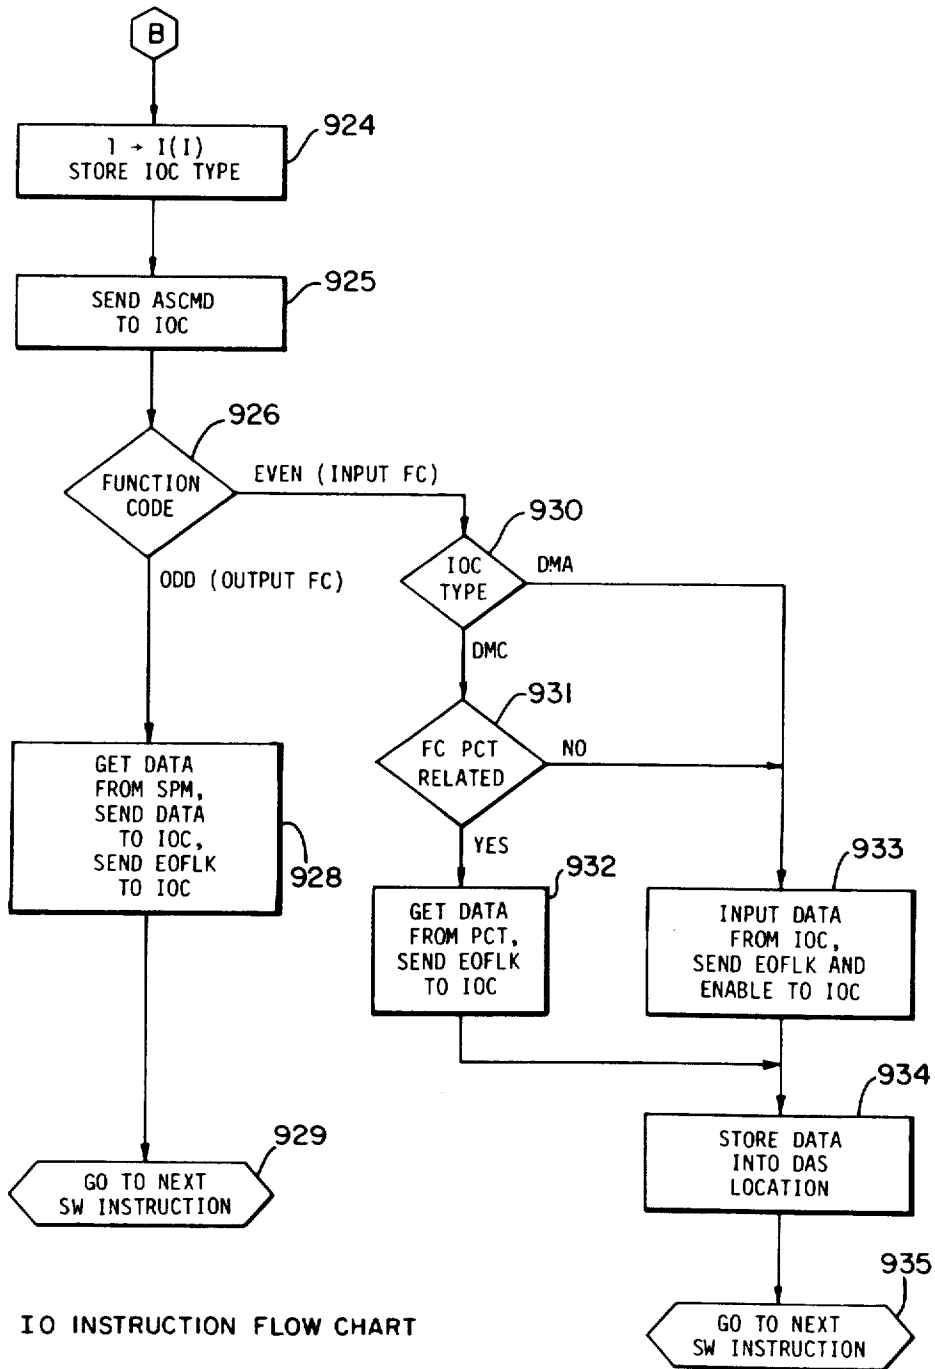 B
1 → I(I)
STORE IOC TYPE
924
SEND ASCMD
TO IOC
925
FUNCTION
CODE
926
EVEN (INPUT FC)
ODD (OUTPUT FC)
IOC
TYPE
930
DMA
DMC
FC PCT
RELATED
931
NO
YES
GET DATA
FROM SPM,
SEND DATA
TO IOC,
SEND EOFLK
TO IOC
928
GET DATA
FROM PCT,
SEND EOFLK
TO IOC
932
INPUT DATA
FROM IOC,
SEND EOFLK AND
ENABLE TO IOC
933
STORE DATA
INTO DAS
LOCATION
934
GO TO NEXT
SW INSTRUCTION
929
GO TO NEXT
SW INSTRUCTION
935
IO INSTRUCTION FLOW CHART